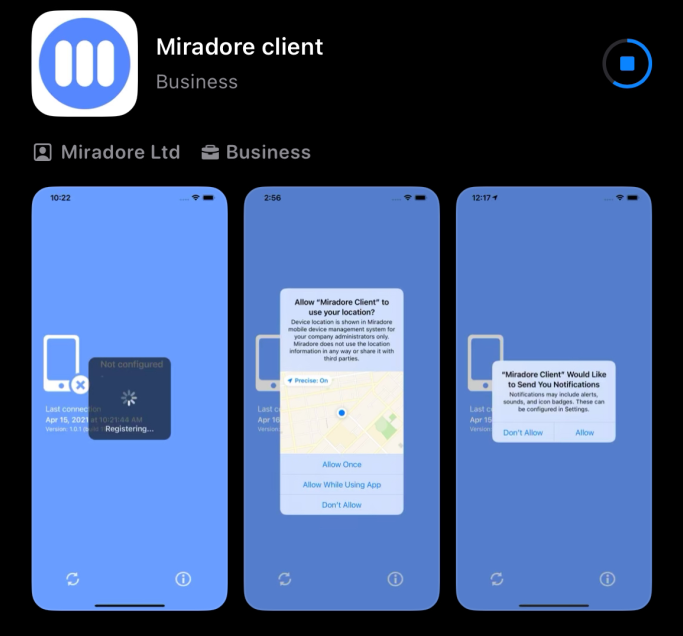 Miradore client
Business
Miradore Ltd
Business
10:22
Not configured
Last connection
Apr 15, 2021 at 10:21:44 AM
Version: 1.0.1
Registering...
2:56
Allow "Miradore Client" to
use your location?
Device location is shown in Miradore
mobile device management system for
your company administrators only.
Miradore does not use the location
information in any way or share it with
third parties.
Precise: On
Last c
Apr 16
Version:
Allow Once
Allow While Using App
Don't Allow
12:17
"Miradore Client" Would Like
to Send You Notifications
Notifications may include alerts,
sounds, and icon badges. These can
be configured in Settings.
Last c
Apr 15
Version:
Don't Allow
Allow